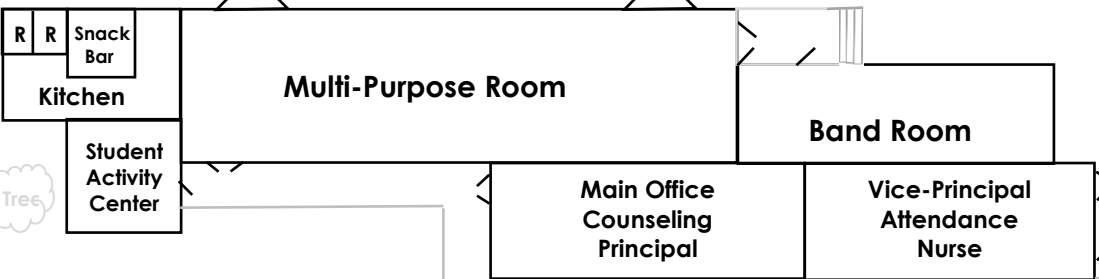 R R Snack
Bar
Kitchen
Multi-Purpose Room
Band Room
Student
Activity
Center
Tree
Main Office
Counseling
Principal
Vice-Principal
Attendance
Nurse